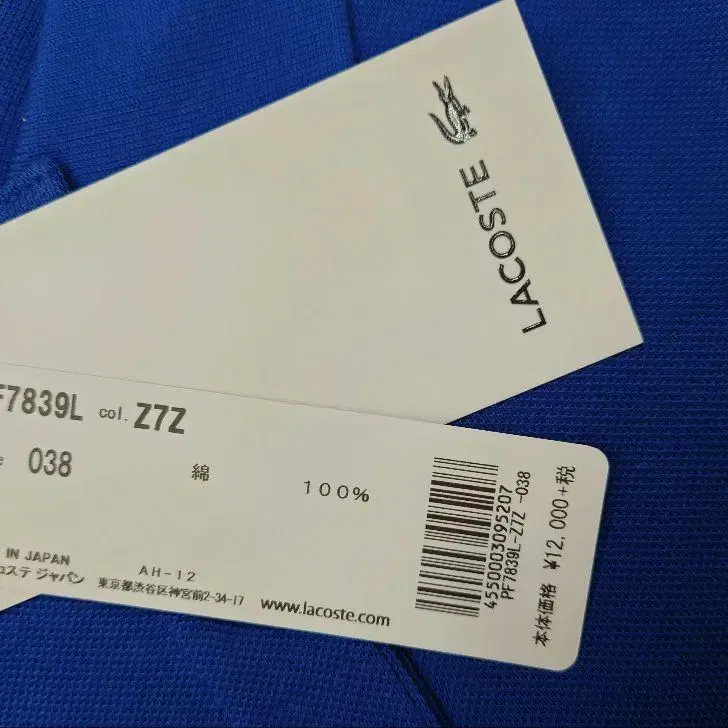 LACOSTE
PF7839L col. Z7Z
038
綿 100%
IN JAPAN
コステ ジャパン
AH-12
東京都渋谷区神宮前2-34-17
www.lacoste.com
4550003095207
PF7839L-Z7Z -038
本体価格 ¥12,000+税